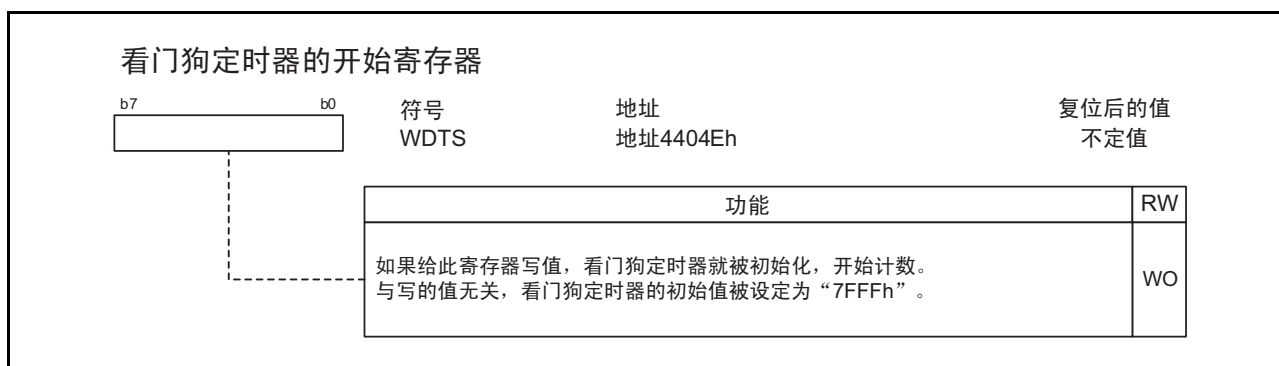 看门狗定时器的开始寄存器
b7 b0 符号 地址 复位后的值
WDTS 地址4404Eh 不定值
功能 RW
如果给此寄存器写值，看门狗定时器就被初始化，开始计数。
与写的值无关，看门狗定时器的初始值被设定为“7FFFh”。
WO